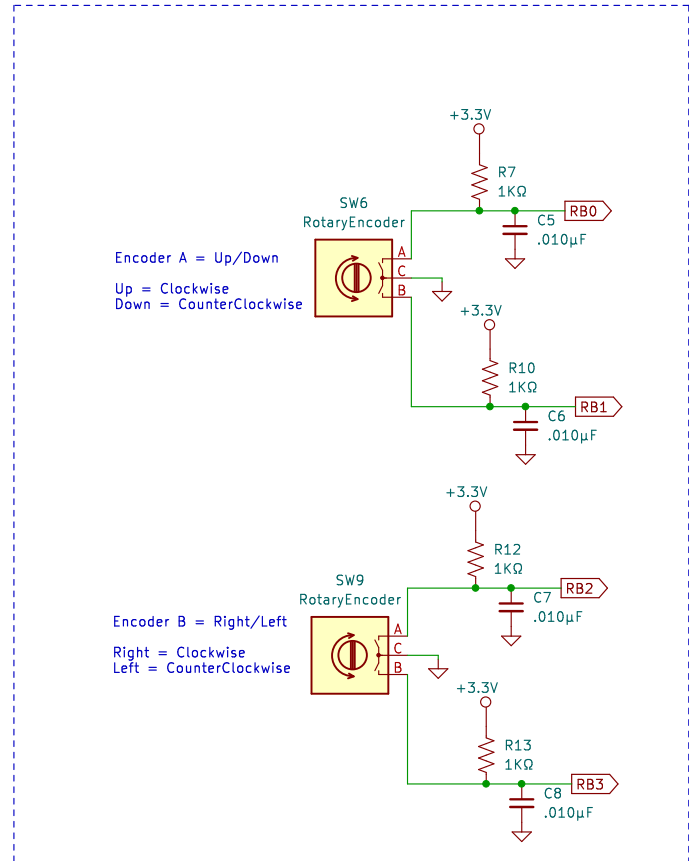 +3.3V
R7
1KΩ
SW6
RotaryEncoder
RB0
C5
.010µF
A
C
B
Encoder A = Up/Down
Up = Clockwise
Down = CounterClockwise
+3.3V
R10
1KΩ
RB1
C6
.010µF
+3.3V
R12
1KΩ
SW9
RotaryEncoder
RB2
C7
.010µF
A
C
B
Encoder B = Right/Left
Right = Clockwise
Left = CounterClockwise
+3.3V
R13
1KΩ
RB3
C8
.010µF